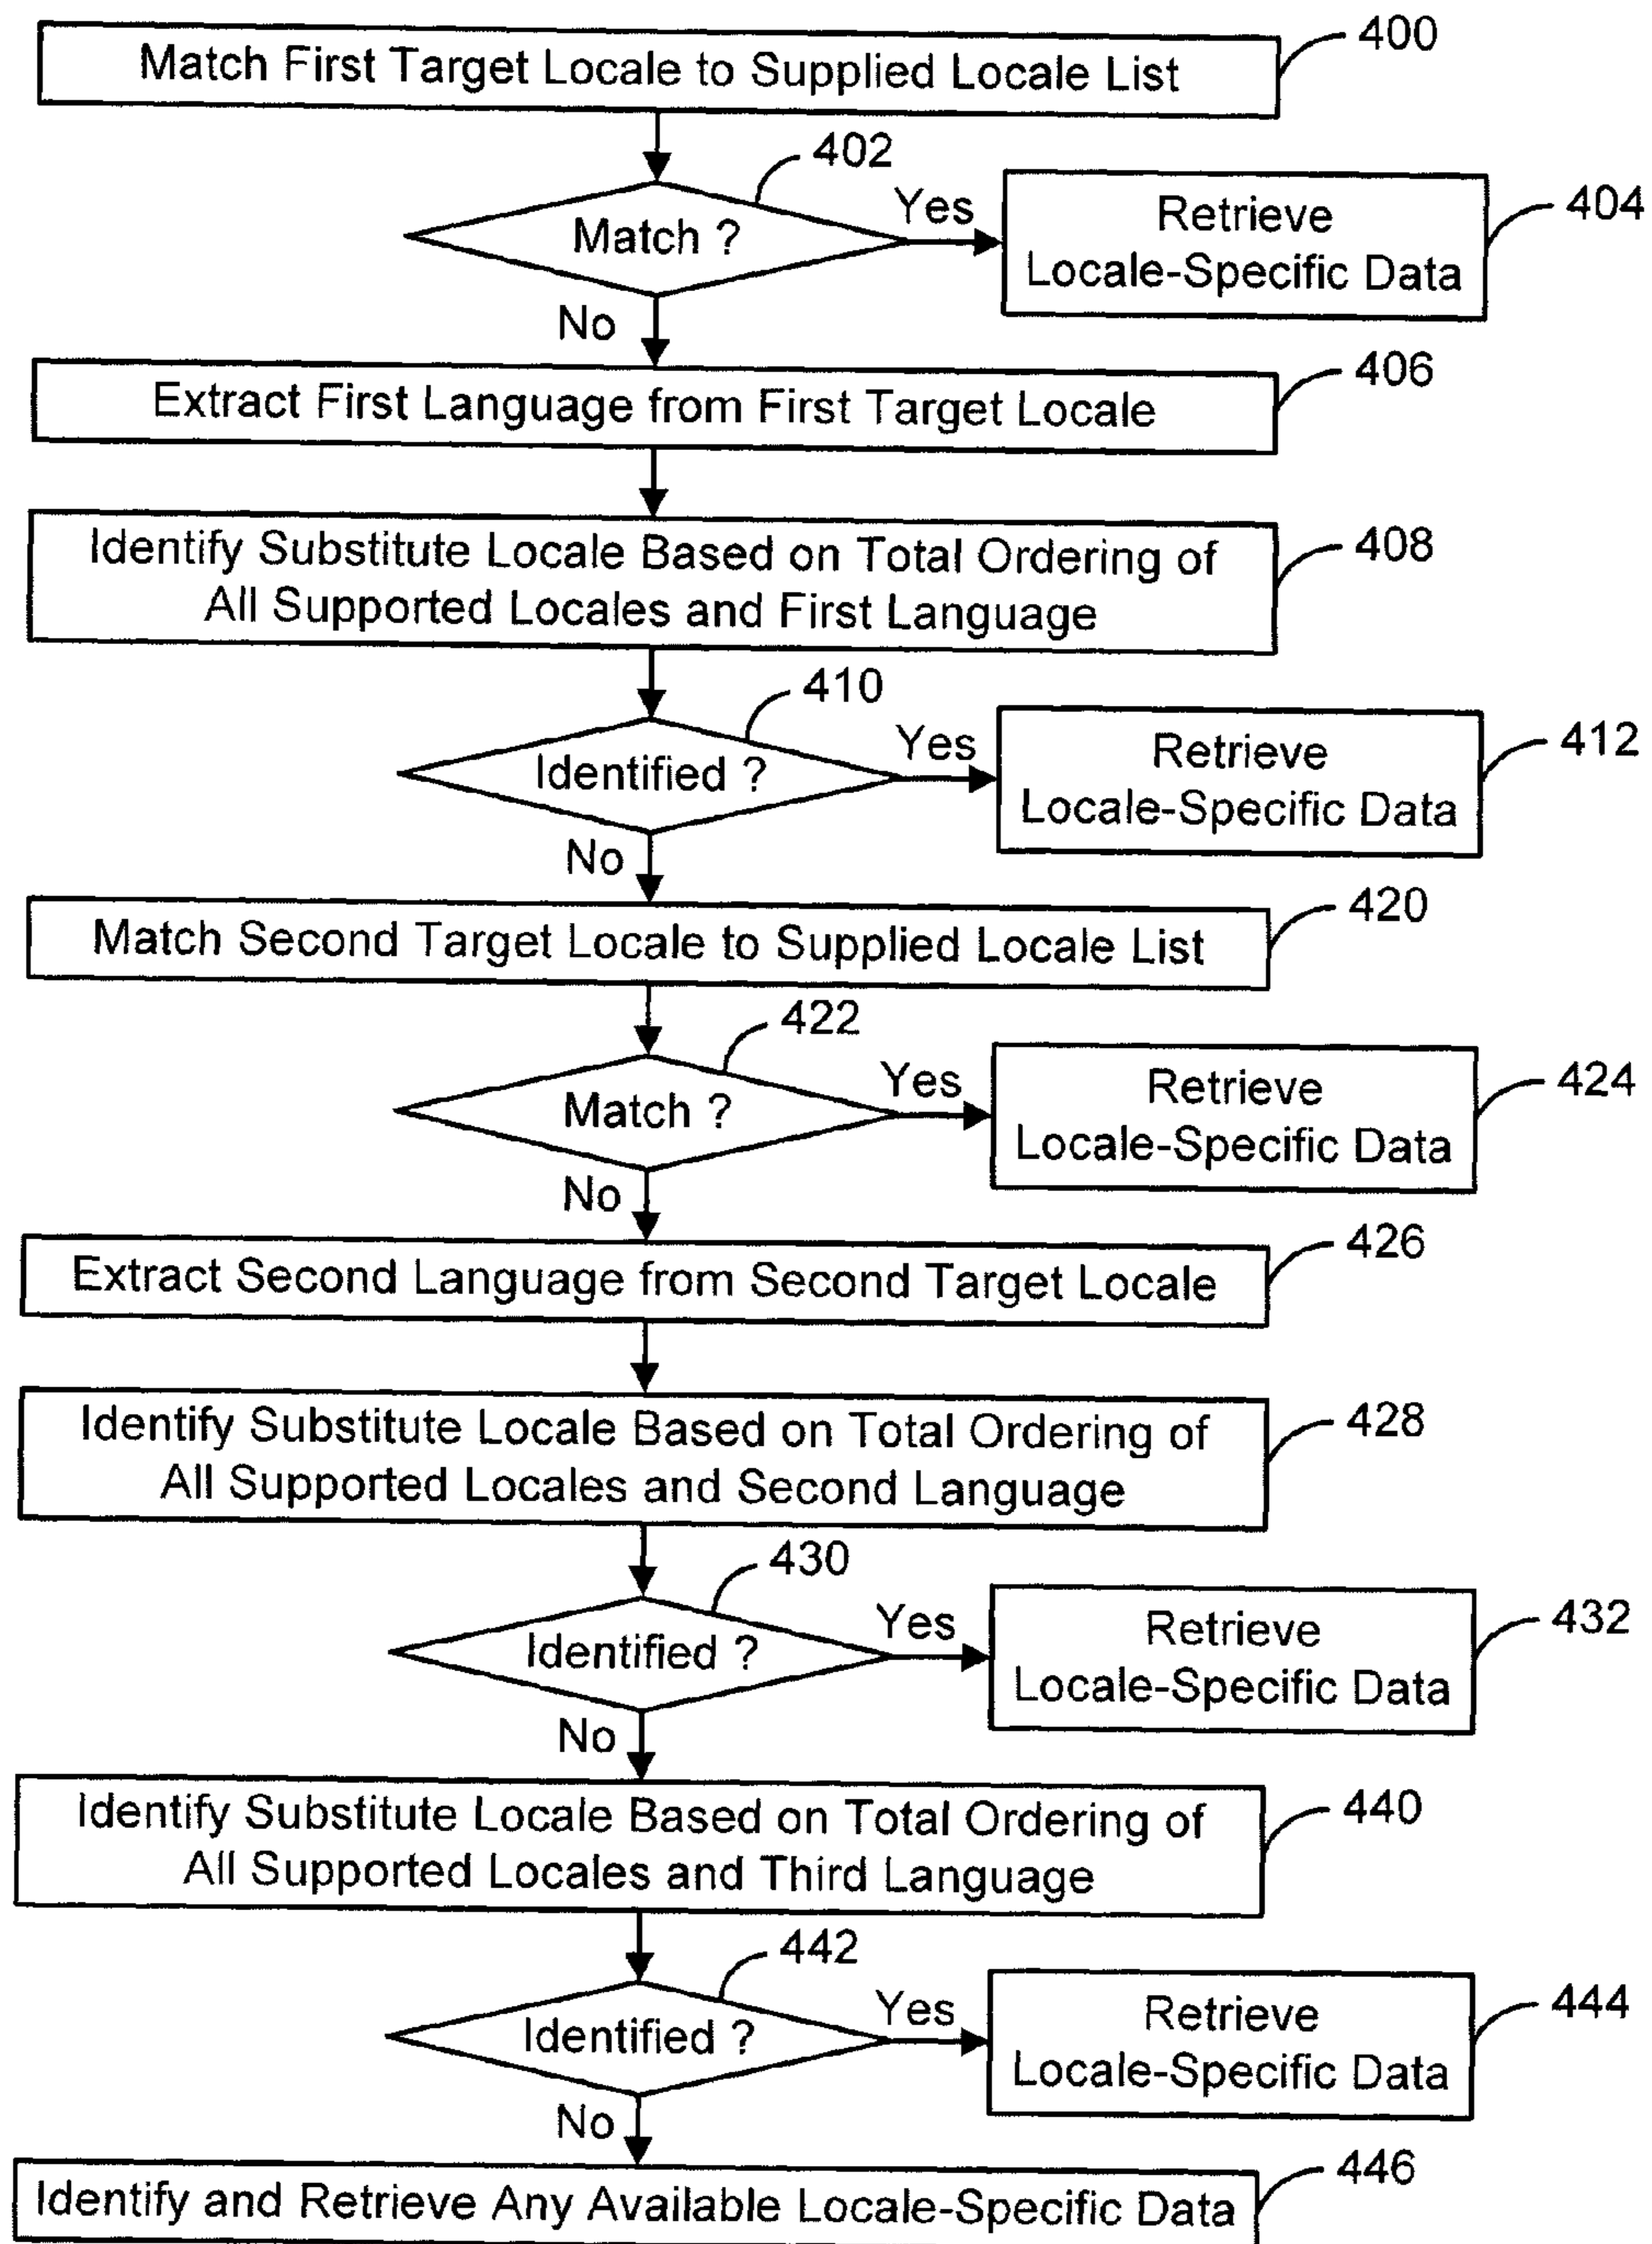 Match First Target Locale to Supplied Locale List
400
402
Match ?
Yes
Retrieve
Locale-Specific Data
404
No
Extract First Language from First Target Locale
406
Identify Substitute Locale Based on Total Ordering of
All Supported Locales and First Language
408
410
Identified ?
Yes
Retrieve
Locale-Specific Data
412
No
Match Second Target Locale to Supplied Locale List
420
422
Match ?
Yes
Retrieve
Locale-Specific Data
424
No
Extract Second Language from Second Target Locale
426
Identify Substitute Locale Based on Total Ordering of
All Supported Locales and Second Language
428
430
Identified ?
Yes
Retrieve
Locale-Specific Data
432
No
Identify Substitute Locale Based on Total Ordering of
All Supported Locales and Third Language
440
442
Identified ?
Yes
Retrieve
Locale-Specific Data
444
No
Identify and Retrieve Any Available Locale-Specific Data
446